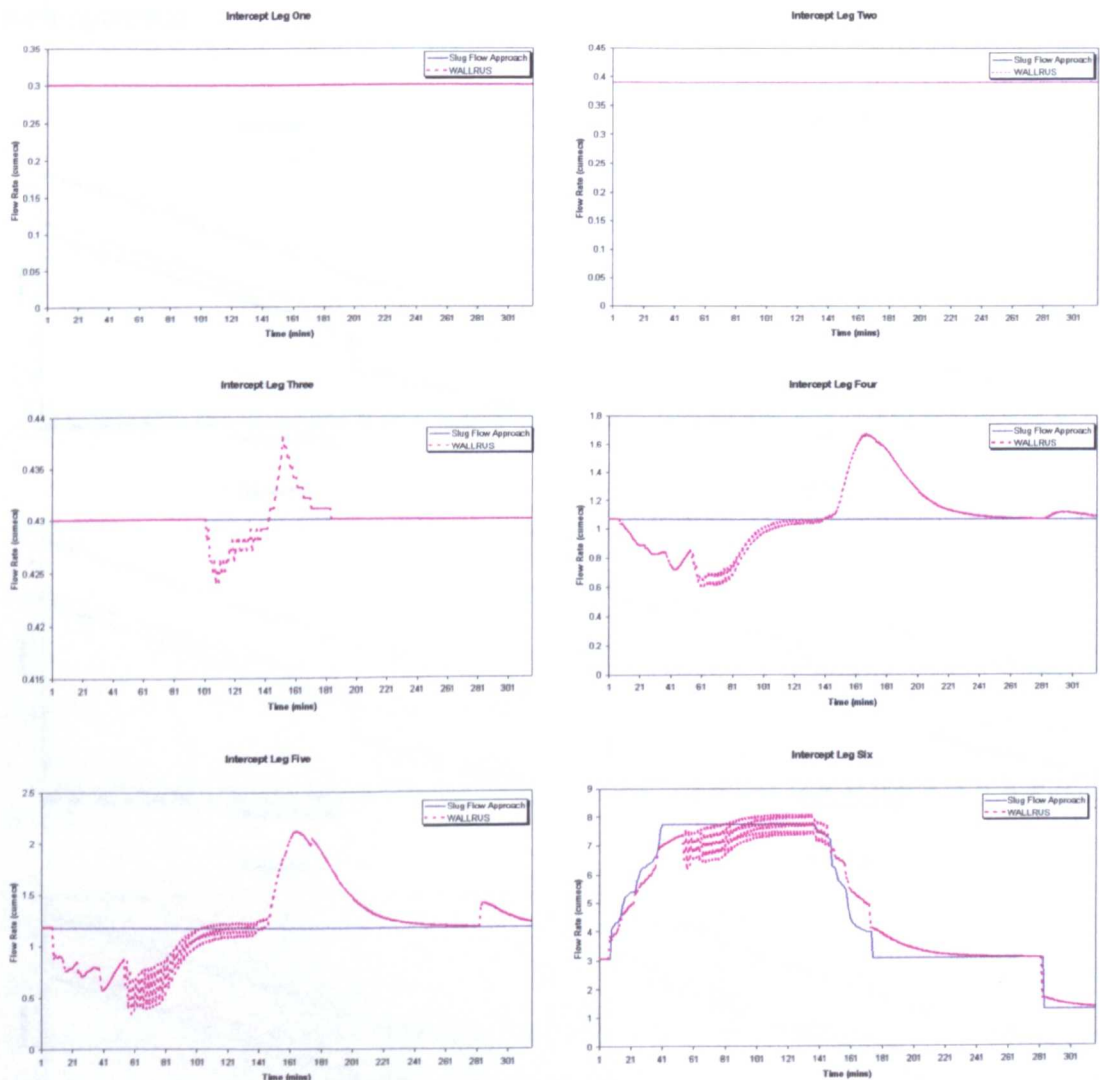 Intercept Leg One
Slug Flow Approach
WALLRUS
Flow Rate (cumecs)
0.35
0.3
0.25
0.2
0.15
0.1
0.05
0
1 21 41 61 81 101 121 141 161 181 201 221 241 261 281 301
Time (mins)
Intercept Leg Two
Slug Flow Approach
WALLRUS
Flow Rate (cumecs)
0.45
0.4
0.35
0.3
0.25
0.2
0.15
0.1
0.05
0
1 21 41 61 81 101 121 141 161 181 201 221 241 261 281 301
Time (mins)
Intercept Leg Three
Slug Flow Approach
WALLRUS
Flow Rate (cumecs)
0.44
0.435
0.43
0.425
0.42
0.415
1 21 41 61 81 101 121 141 161 181 201 221 241 261 281 301
Time (mins)
Intercept Leg Four
Slug Flow Approach
WALLRUS
Flow Rate (cumecs)
1.8
1.6
1.4
1.2
1
0.8
0.6
0.4
0.2
0
1 21 41 61 81 101 121 141 161 181 201 221 241 261 281 301
Time (mins)
Intercept Leg Five
Slug Flow Approach
WALLRUS
Flow Rate (cumecs)
2.5
2
1.5
1
0.5
0
1 21 41 61 81 101 121 141 161 181 201 221 241 261 281 301
Time (mins)
Intercept Leg Six
Slug Flow Approach
WALLRUS
Flow Rate (cumecs)
9
8
7
6
5
4
3
2
1
0
1 21 41 61 81 101 121 141 161 181 201 221 241 261 281 301
Time (mins)